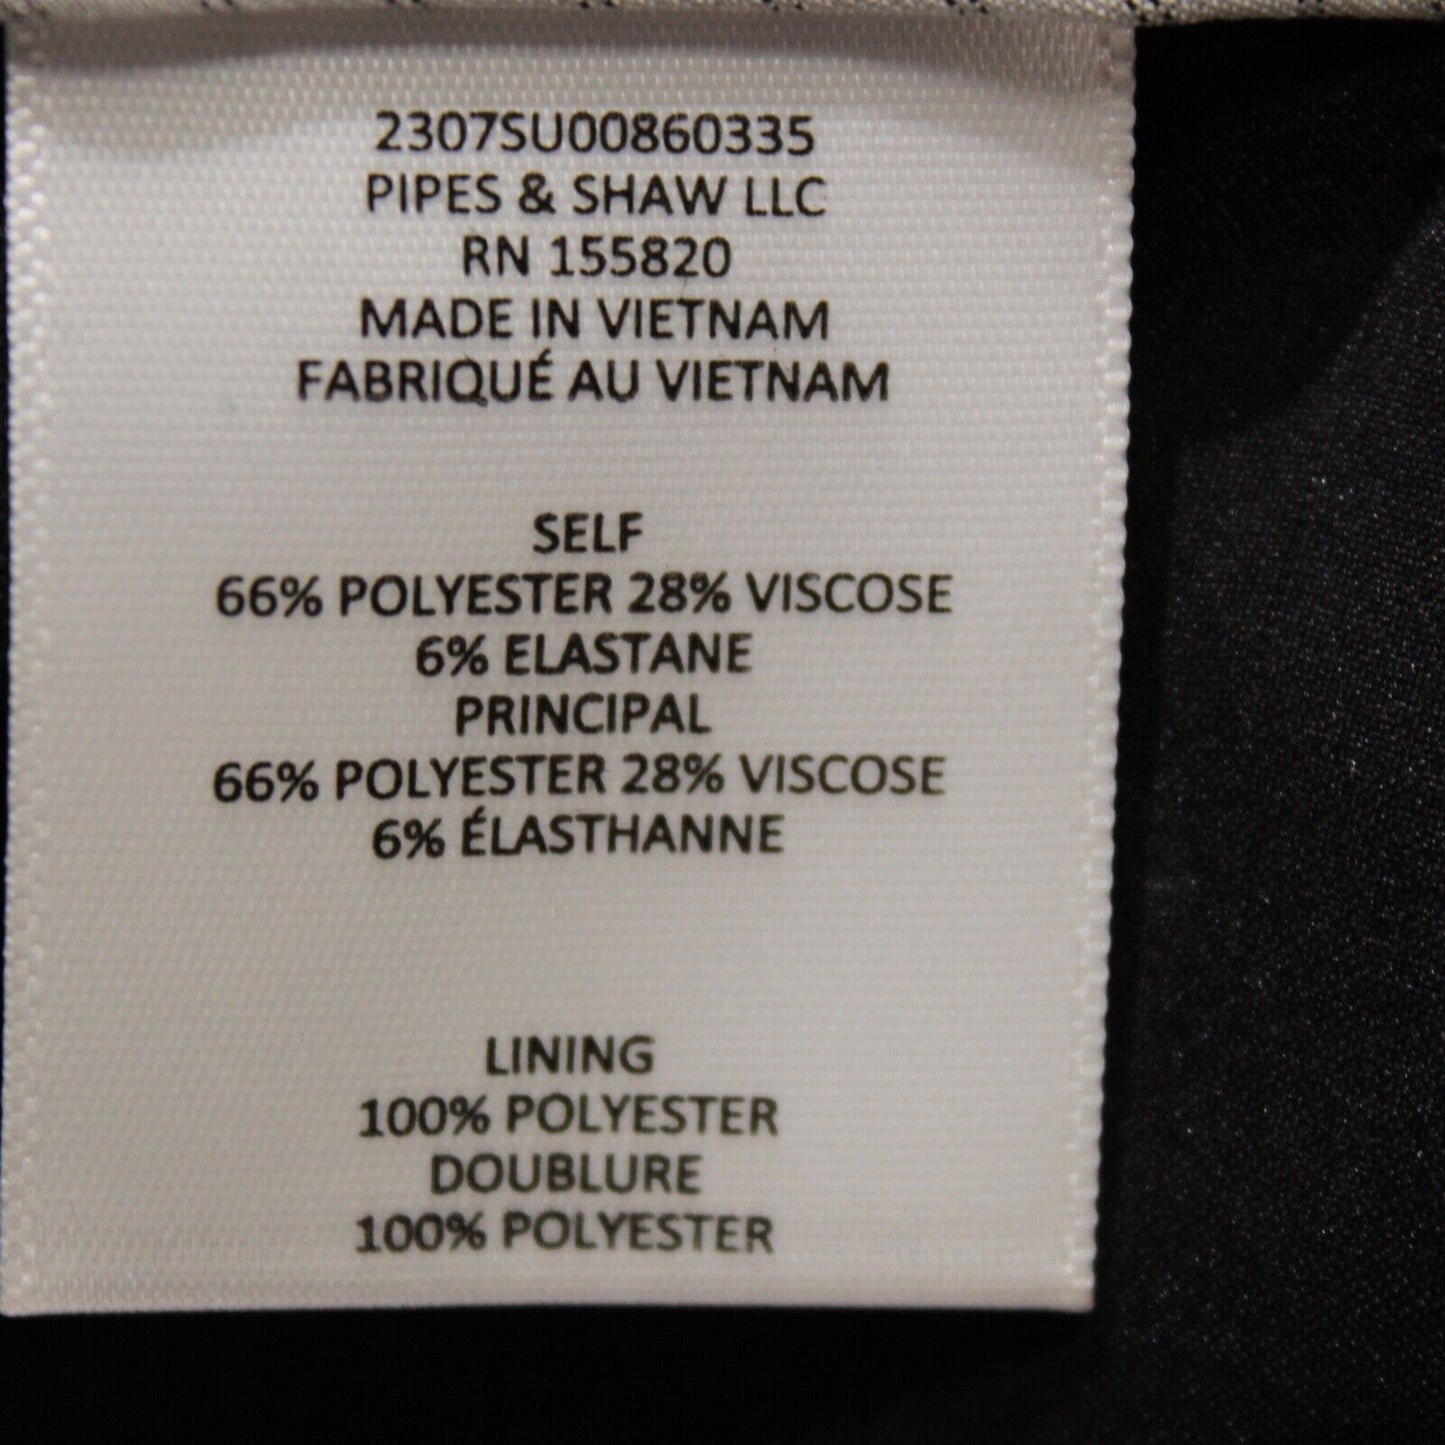 2307SU00860335
PIPES & SHAW LLC
RN 155820
MADE IN VIETNAM
FABRIQUÉ AU VIETNAM
SELF
66% POLYESTER 28% VISCOSE
6% ELASTANE
PRINCIPAL
66% POLYESTER 28% VISCOSE
6% ÉLASTHANNE
LINING
100% POLYESTER
DOUBLURE
100% POLYESTER